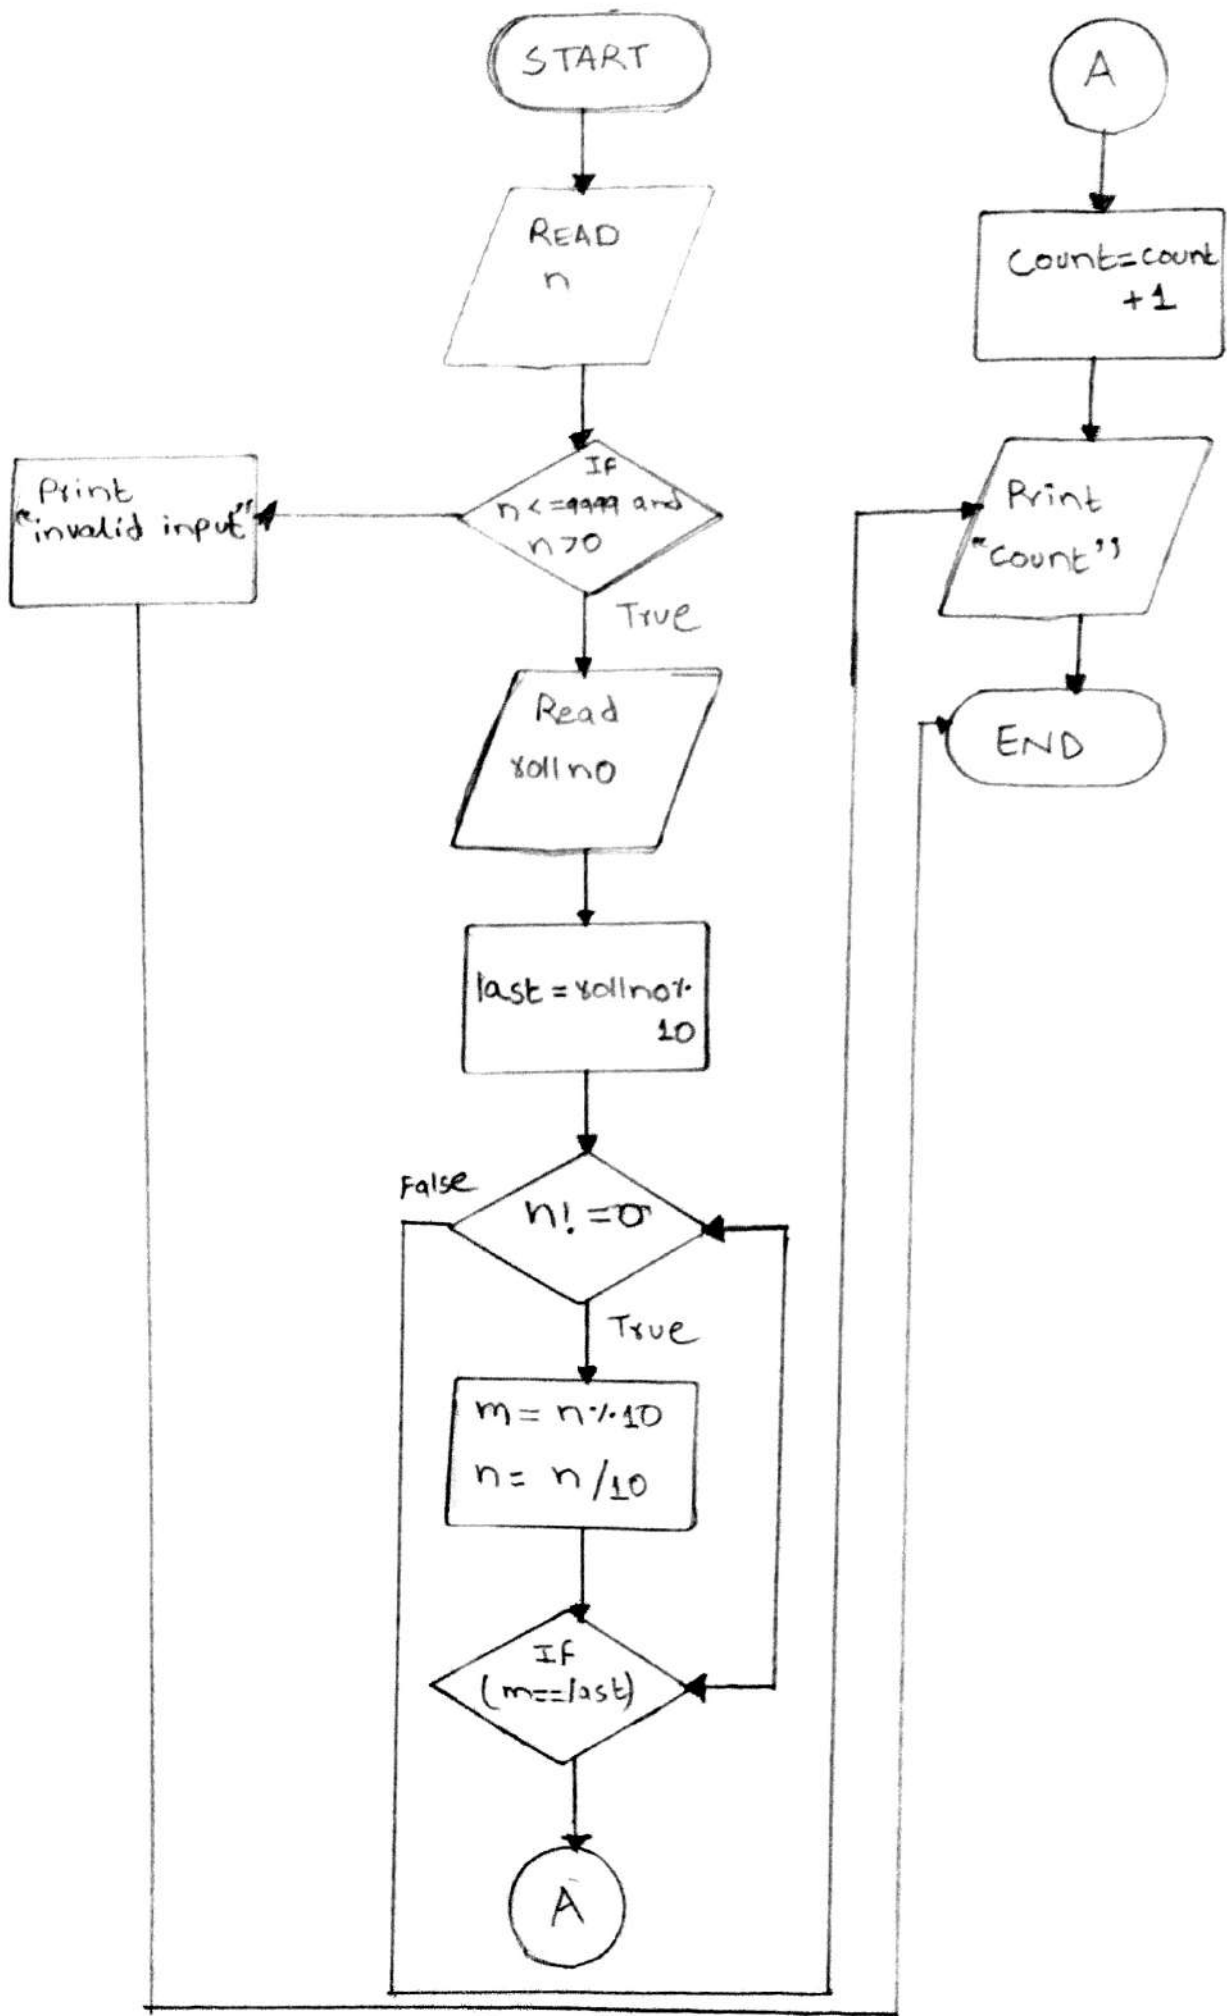 START
READ
n
If
n<=9999 and
n>0
Print
"invalid input"
True
Read
rollno
last=rollno%
10
False
n!=0
True
m=n%10
n=n/10
If
(m==last)
A
A
Count=count
+1
Print
"count"
END